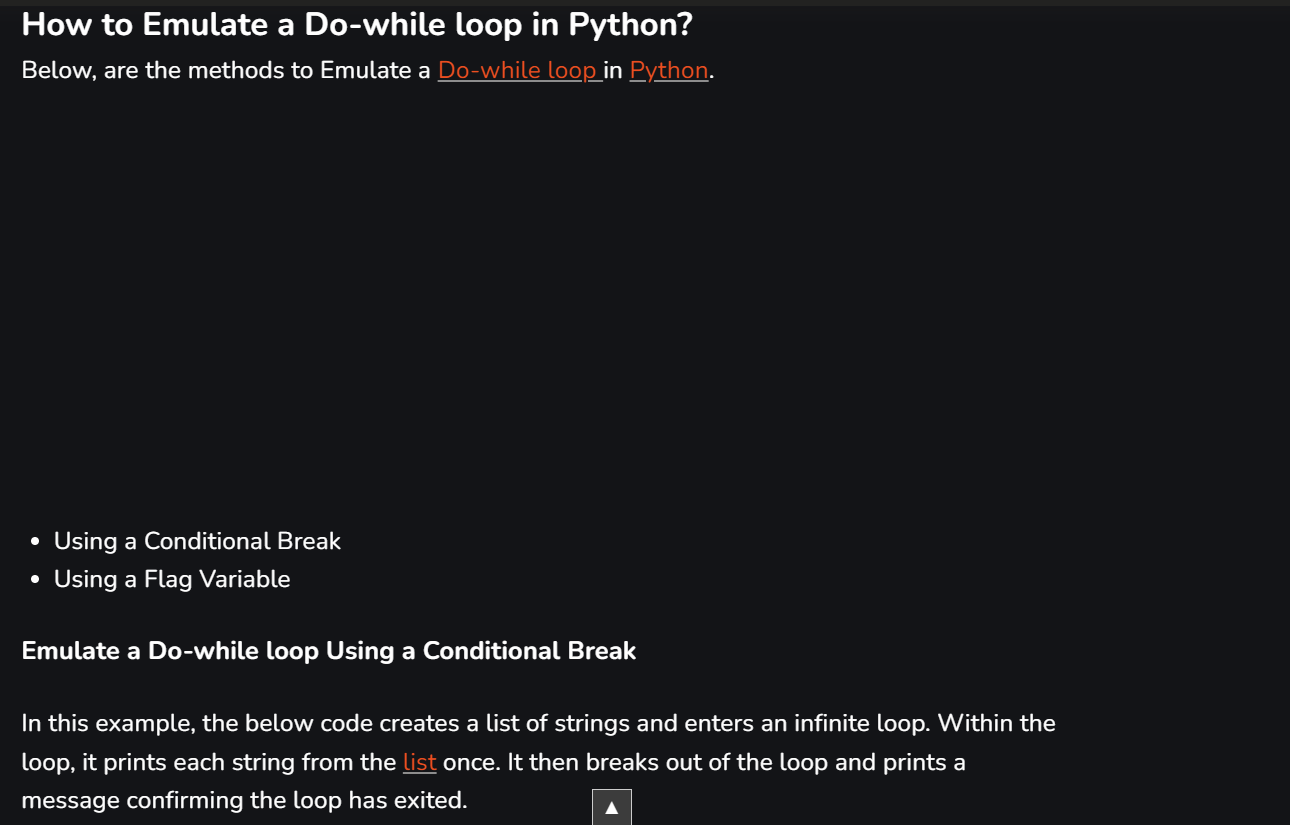 How to Emulate a Do-while loop in Python?
Below, are the methods to Emulate a Do-while loop in Python.
• Using a Conditional Break
• Using a Flag Variable
Emulate a Do-while loop Using a Conditional Break
In this example, the below code creates a list of strings and enters an infinite loop. Within the
loop, it prints each string from the list once. It then breaks out of the loop and prints a
message confirming the loop has exited.